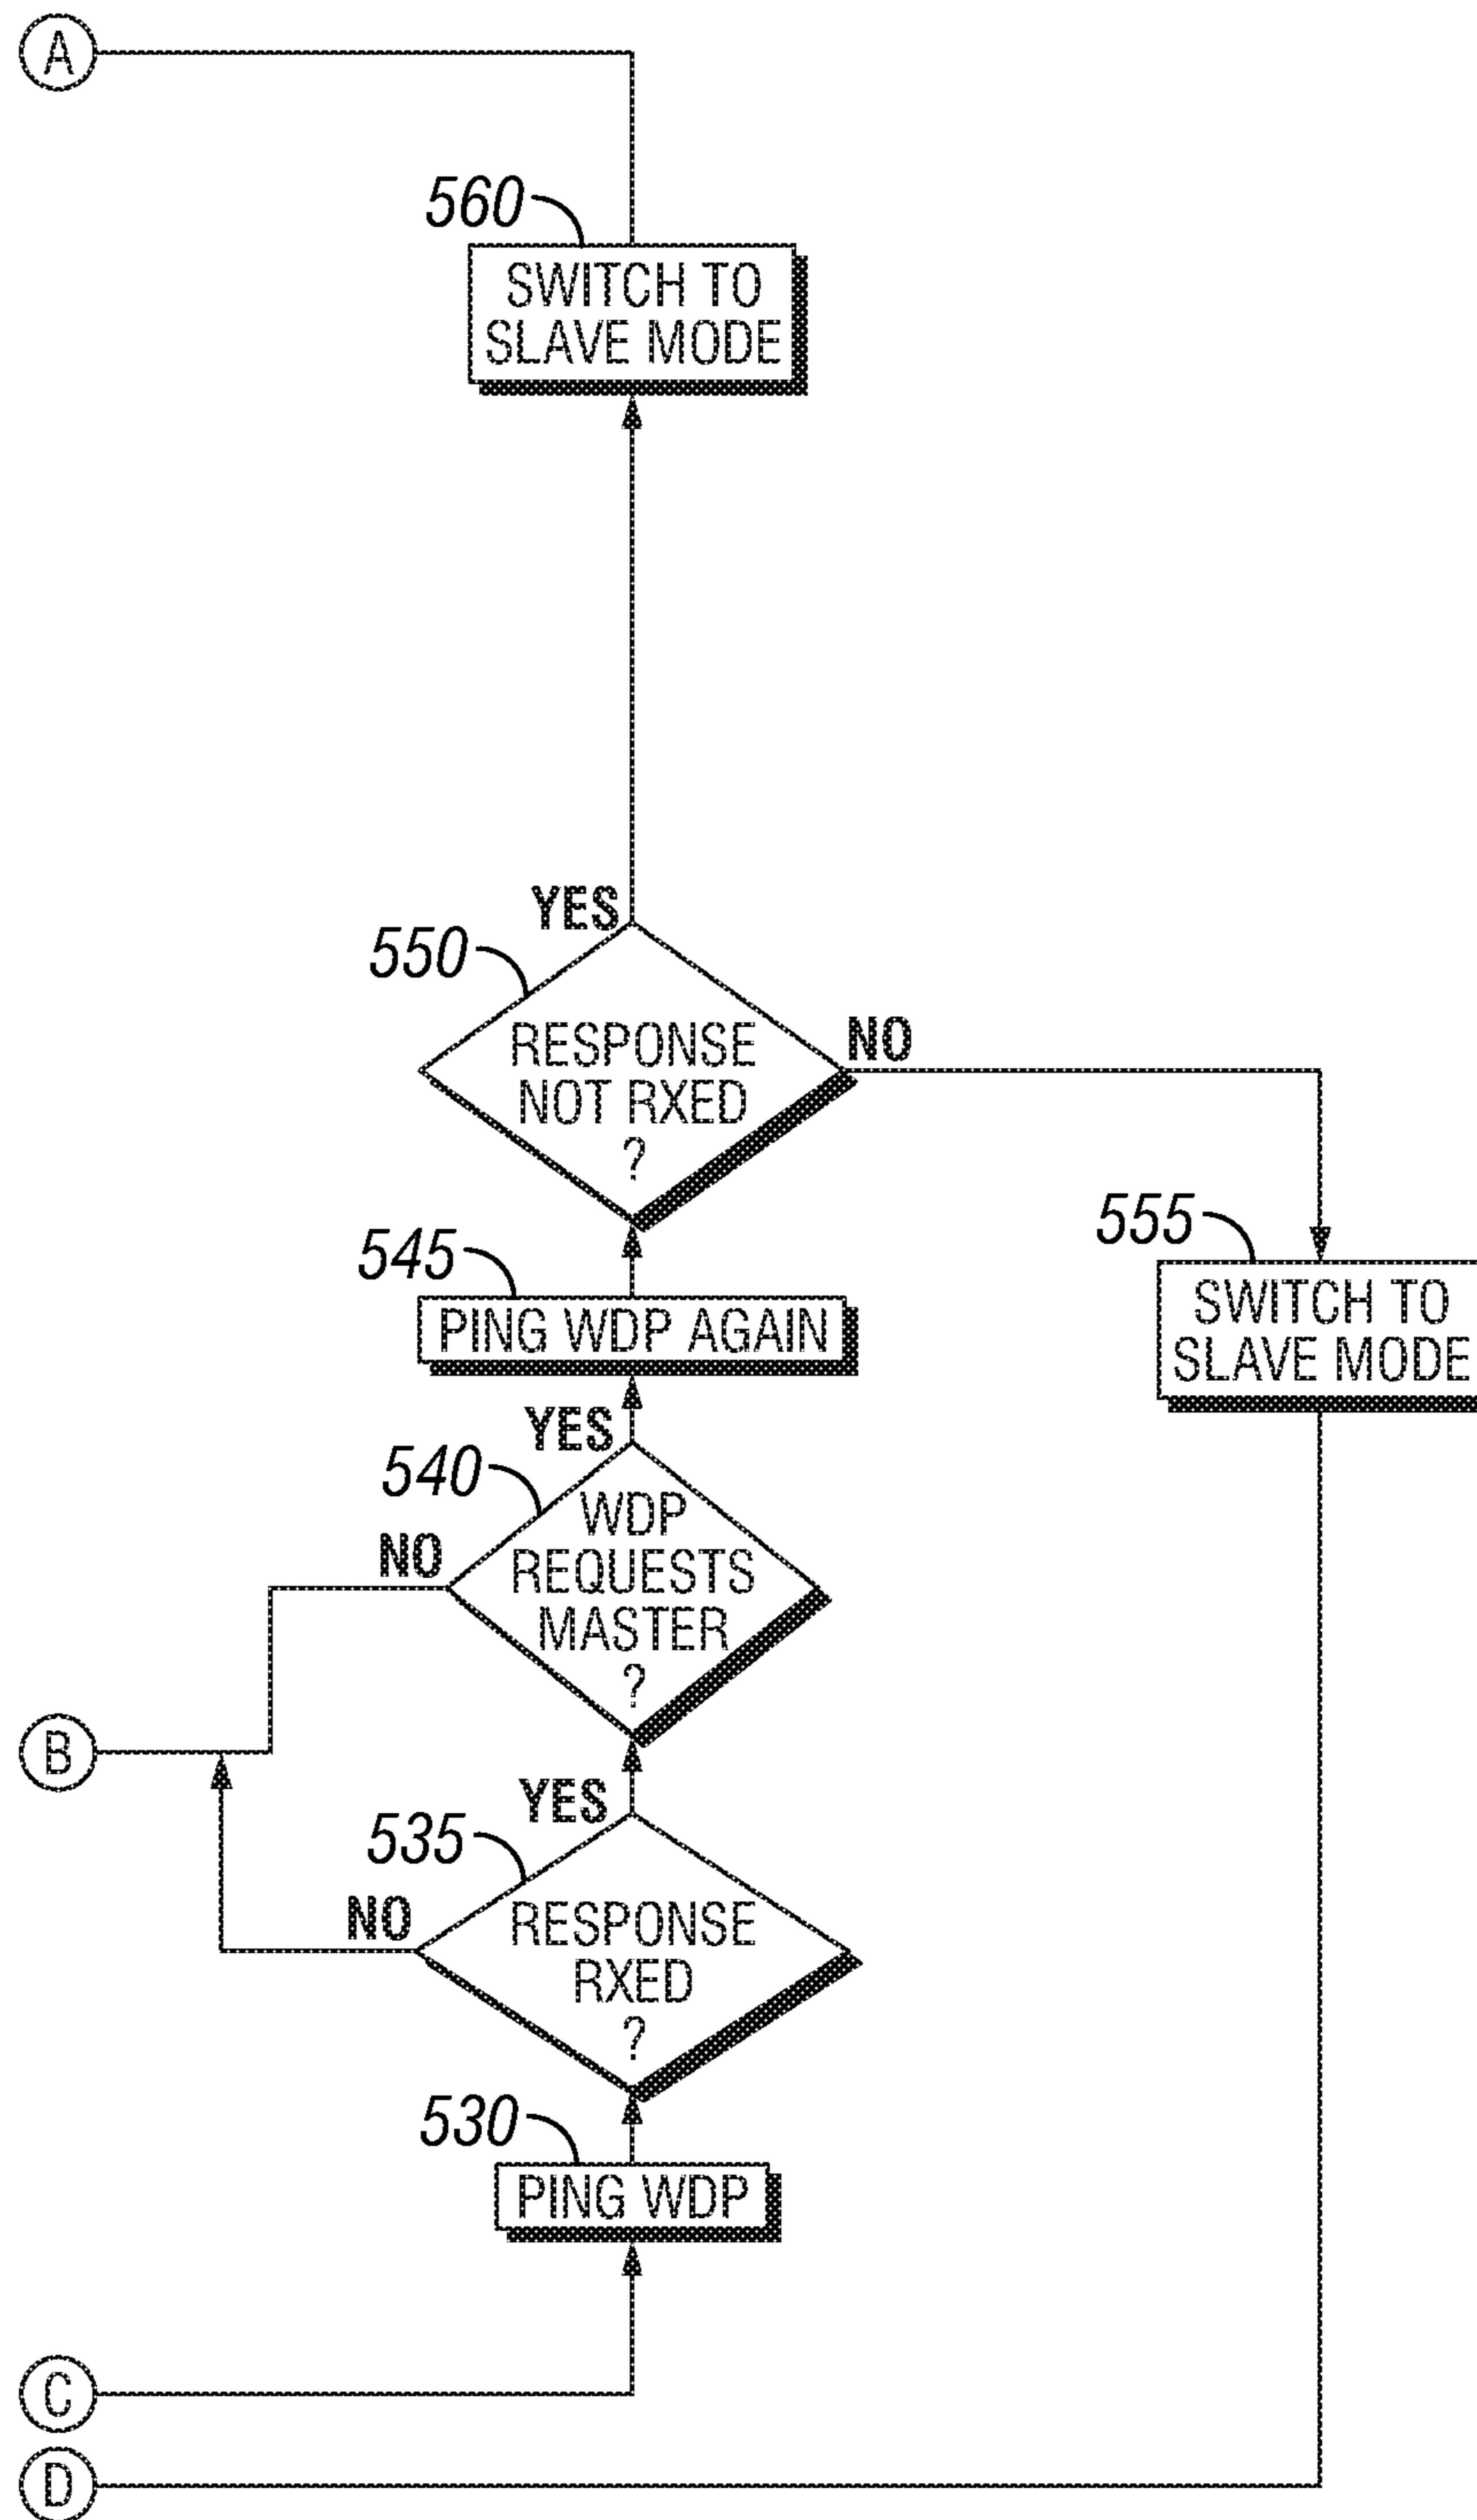 A
560
SWITCH TO
SLAVE MODE
YES
550
RESPONSE
NOT RXED
?
NO
555
SWITCH TO
SLAVE MODE
545
PING WDP AGAIN
YES
540
WDP
REQUESTS
MASTER
?
NO
B
YES
535
RESPONSE
RXED
?
NO
530
PING WDP
C
D